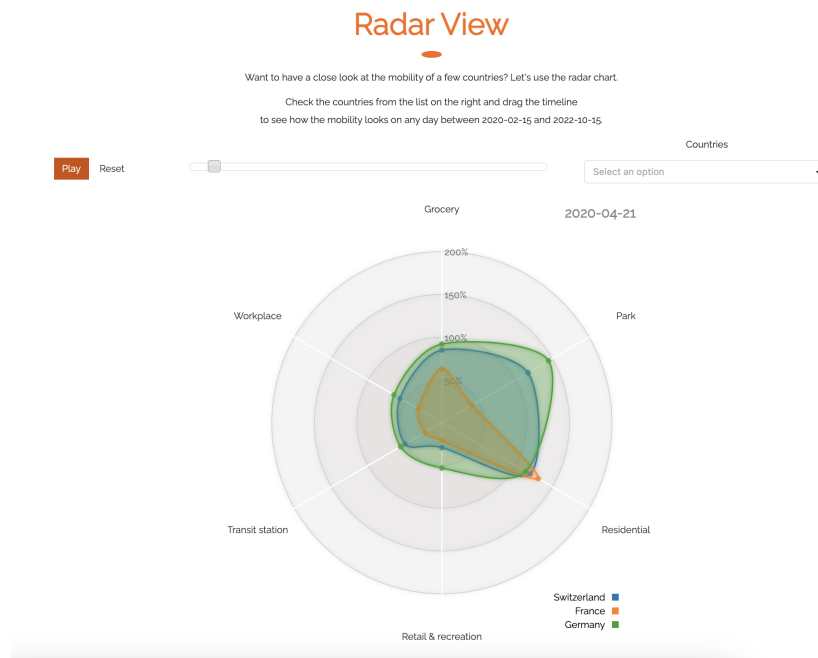 Radar View
Want to have a close look at the mobility of a few countries? Let's use the radar chart.
Check the countries from the list on the right and drag the timeline
to see how the mobility looks on any day between 2020-02-15 and 2022-10-15.
Countries
Play Reset
Select an option
Grocery
2020-04-21
200%
150%
Workplace
Park
100%
50%
Transit station
Residential
Switzerland
France
Germany
Retail & recreation